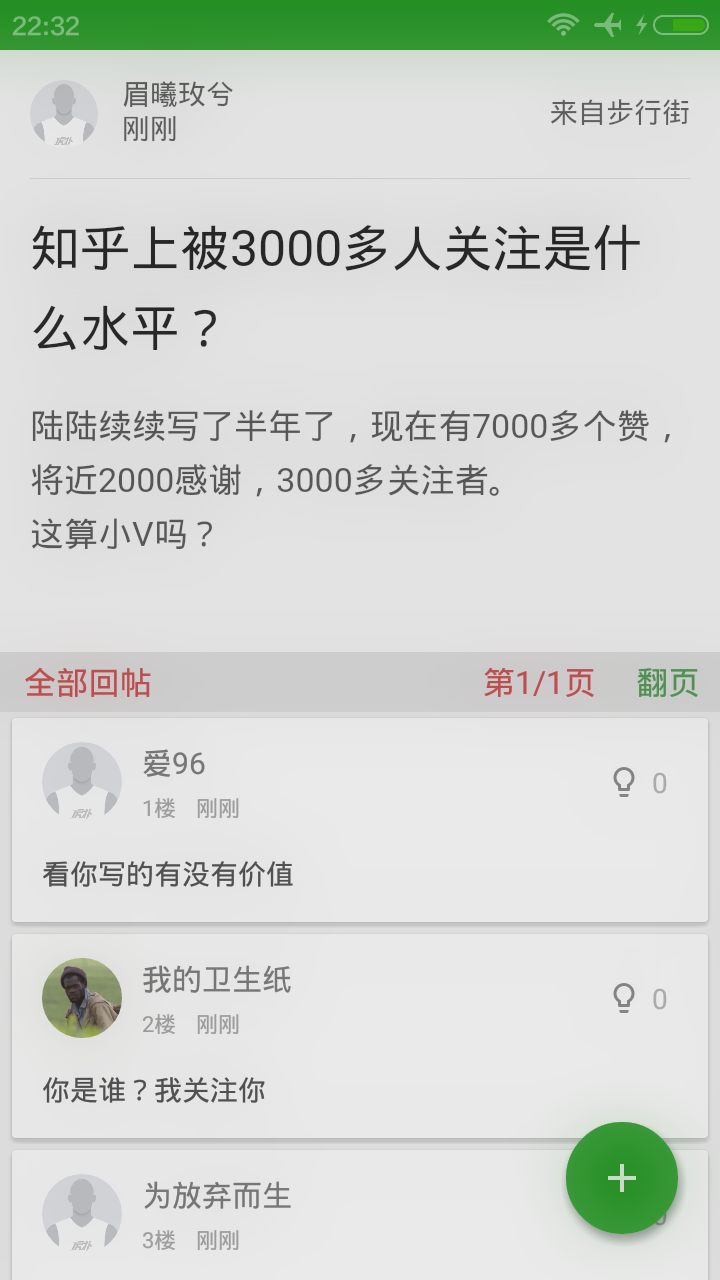 22:32
眉曦玫兮
刚刚
来自步行街
知乎上被3000多人关注是什
么水平？
陆陆续续写了半年了，现在有7000多个赞，
将近2000感谢，3000多关注者。
这算小V吗？
全部回帖 第1/1页 翻页
爱96
1楼 刚刚
0
看你写的有没有价值
我的卫生纸
2楼 刚刚
0
你是谁？我关注你
为放弃而生
3楼 刚刚